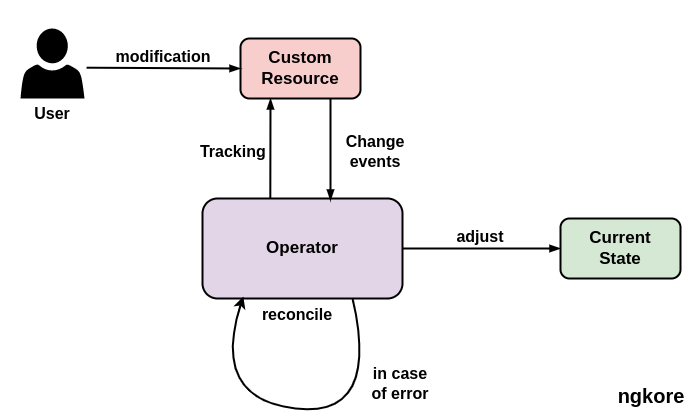 modification
Custom
Resource
User
Tracking
Change
events
Operator
adjust
Current
State
reconcile
in case
of error
ngkore